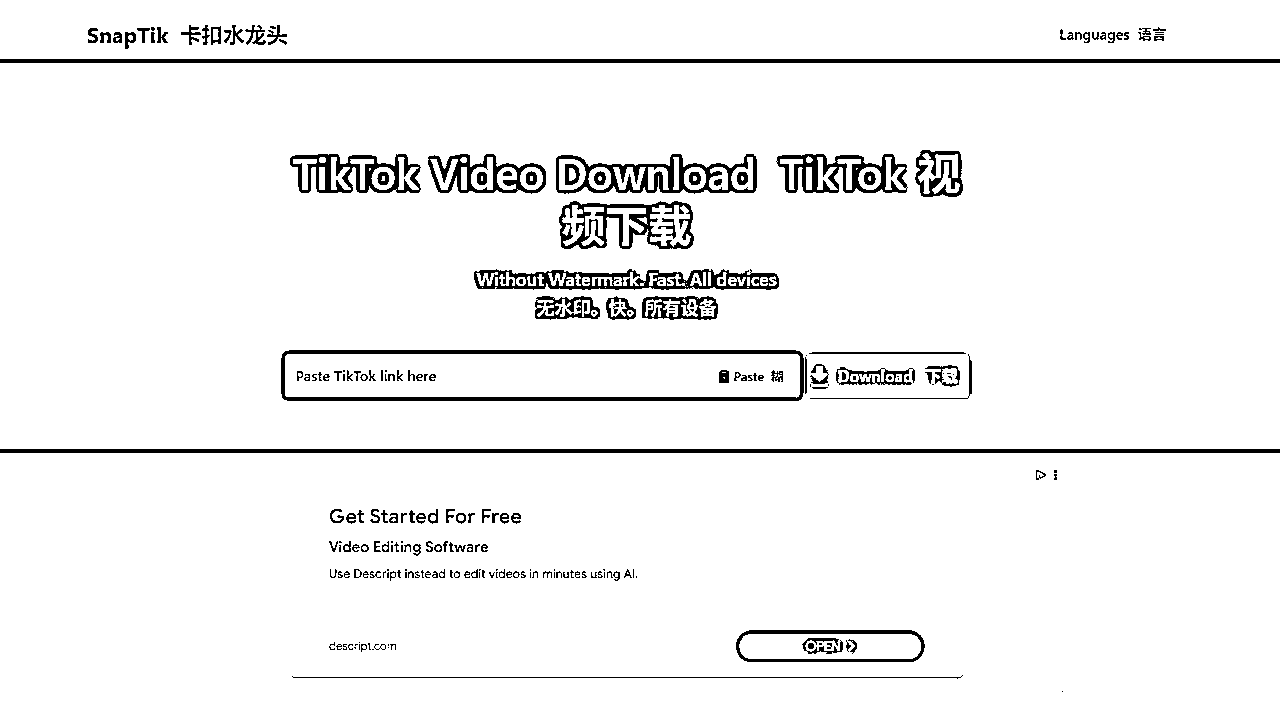 SnapTik 卡扣水龙头
Languages 语言
TikTok Video Download TikTok 视
频下载
Without Watermark. Fast. All devices
无水印。快。所有设备
Paste TikTok link here
Paste 糊
Download 下载
Get Started For Free
Video Editing Software
Use Descript instead to edit videos in minutes using AI.
descript.com
OPEN